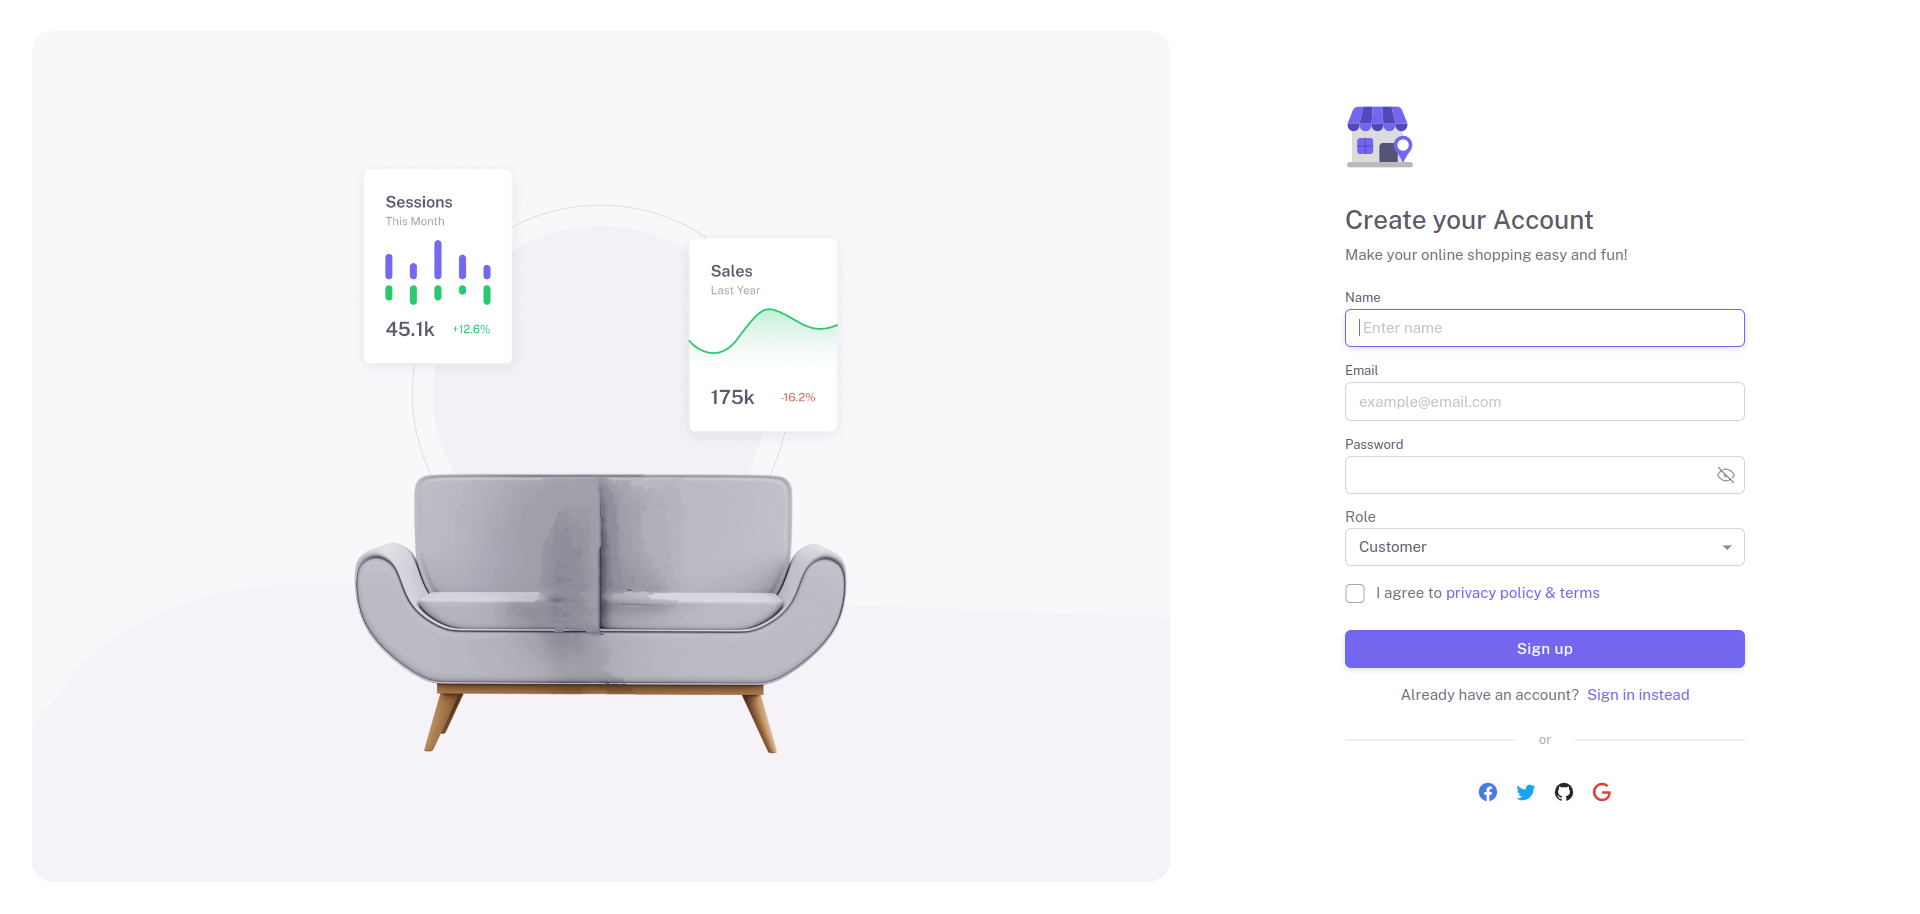 Sessions
This Month
45.1k +12.6%
Sales
Last Year
175k -16.2%
Create your Account
Make your online shopping easy and fun!
Name
Enter name
Email
example@email.com
Password
Role
Customer
I agree to privacy policy & terms
Sign up
Already have an account? Sign in instead
or